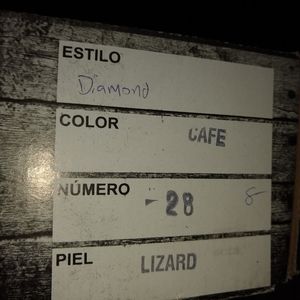 ESTILO
Diamond
COLOR CAFE
NÚMERO -28 8
PIEL LIZARD